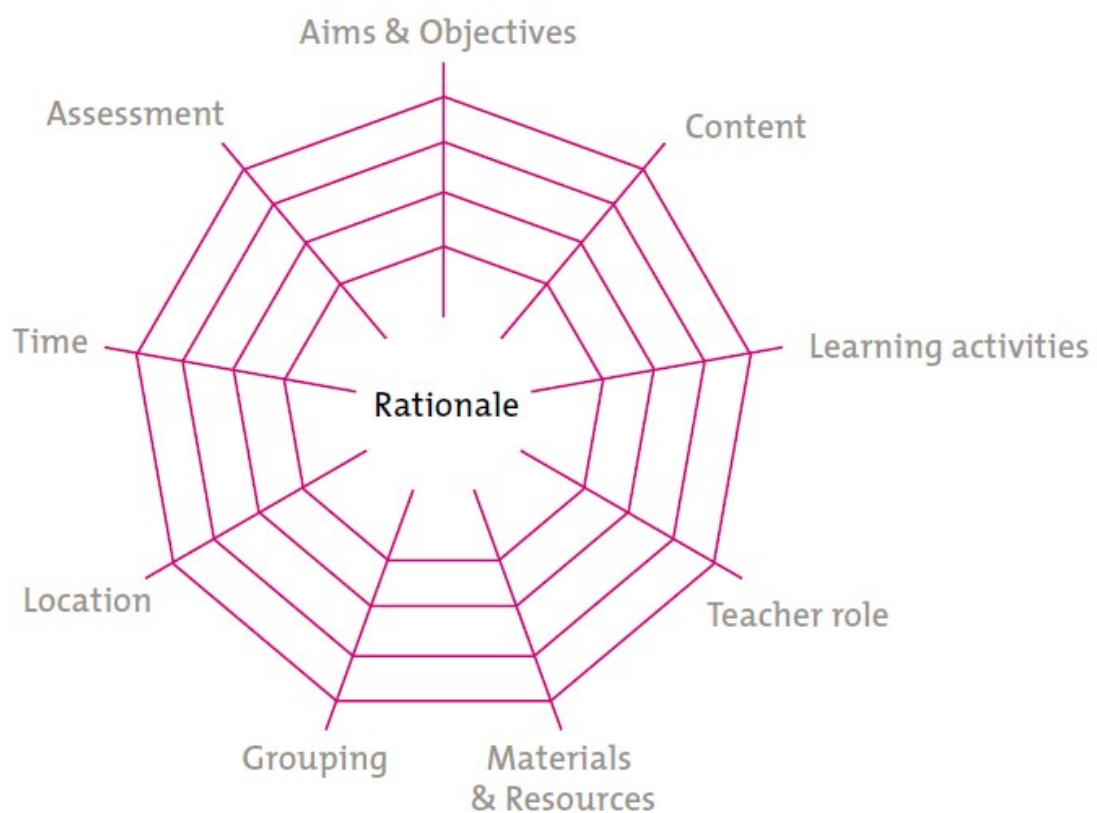 Aims & Objectives
Assessment
Content
Time
Learning activities
Rationale
Location
Teacher role
Grouping
Materials
& Resources